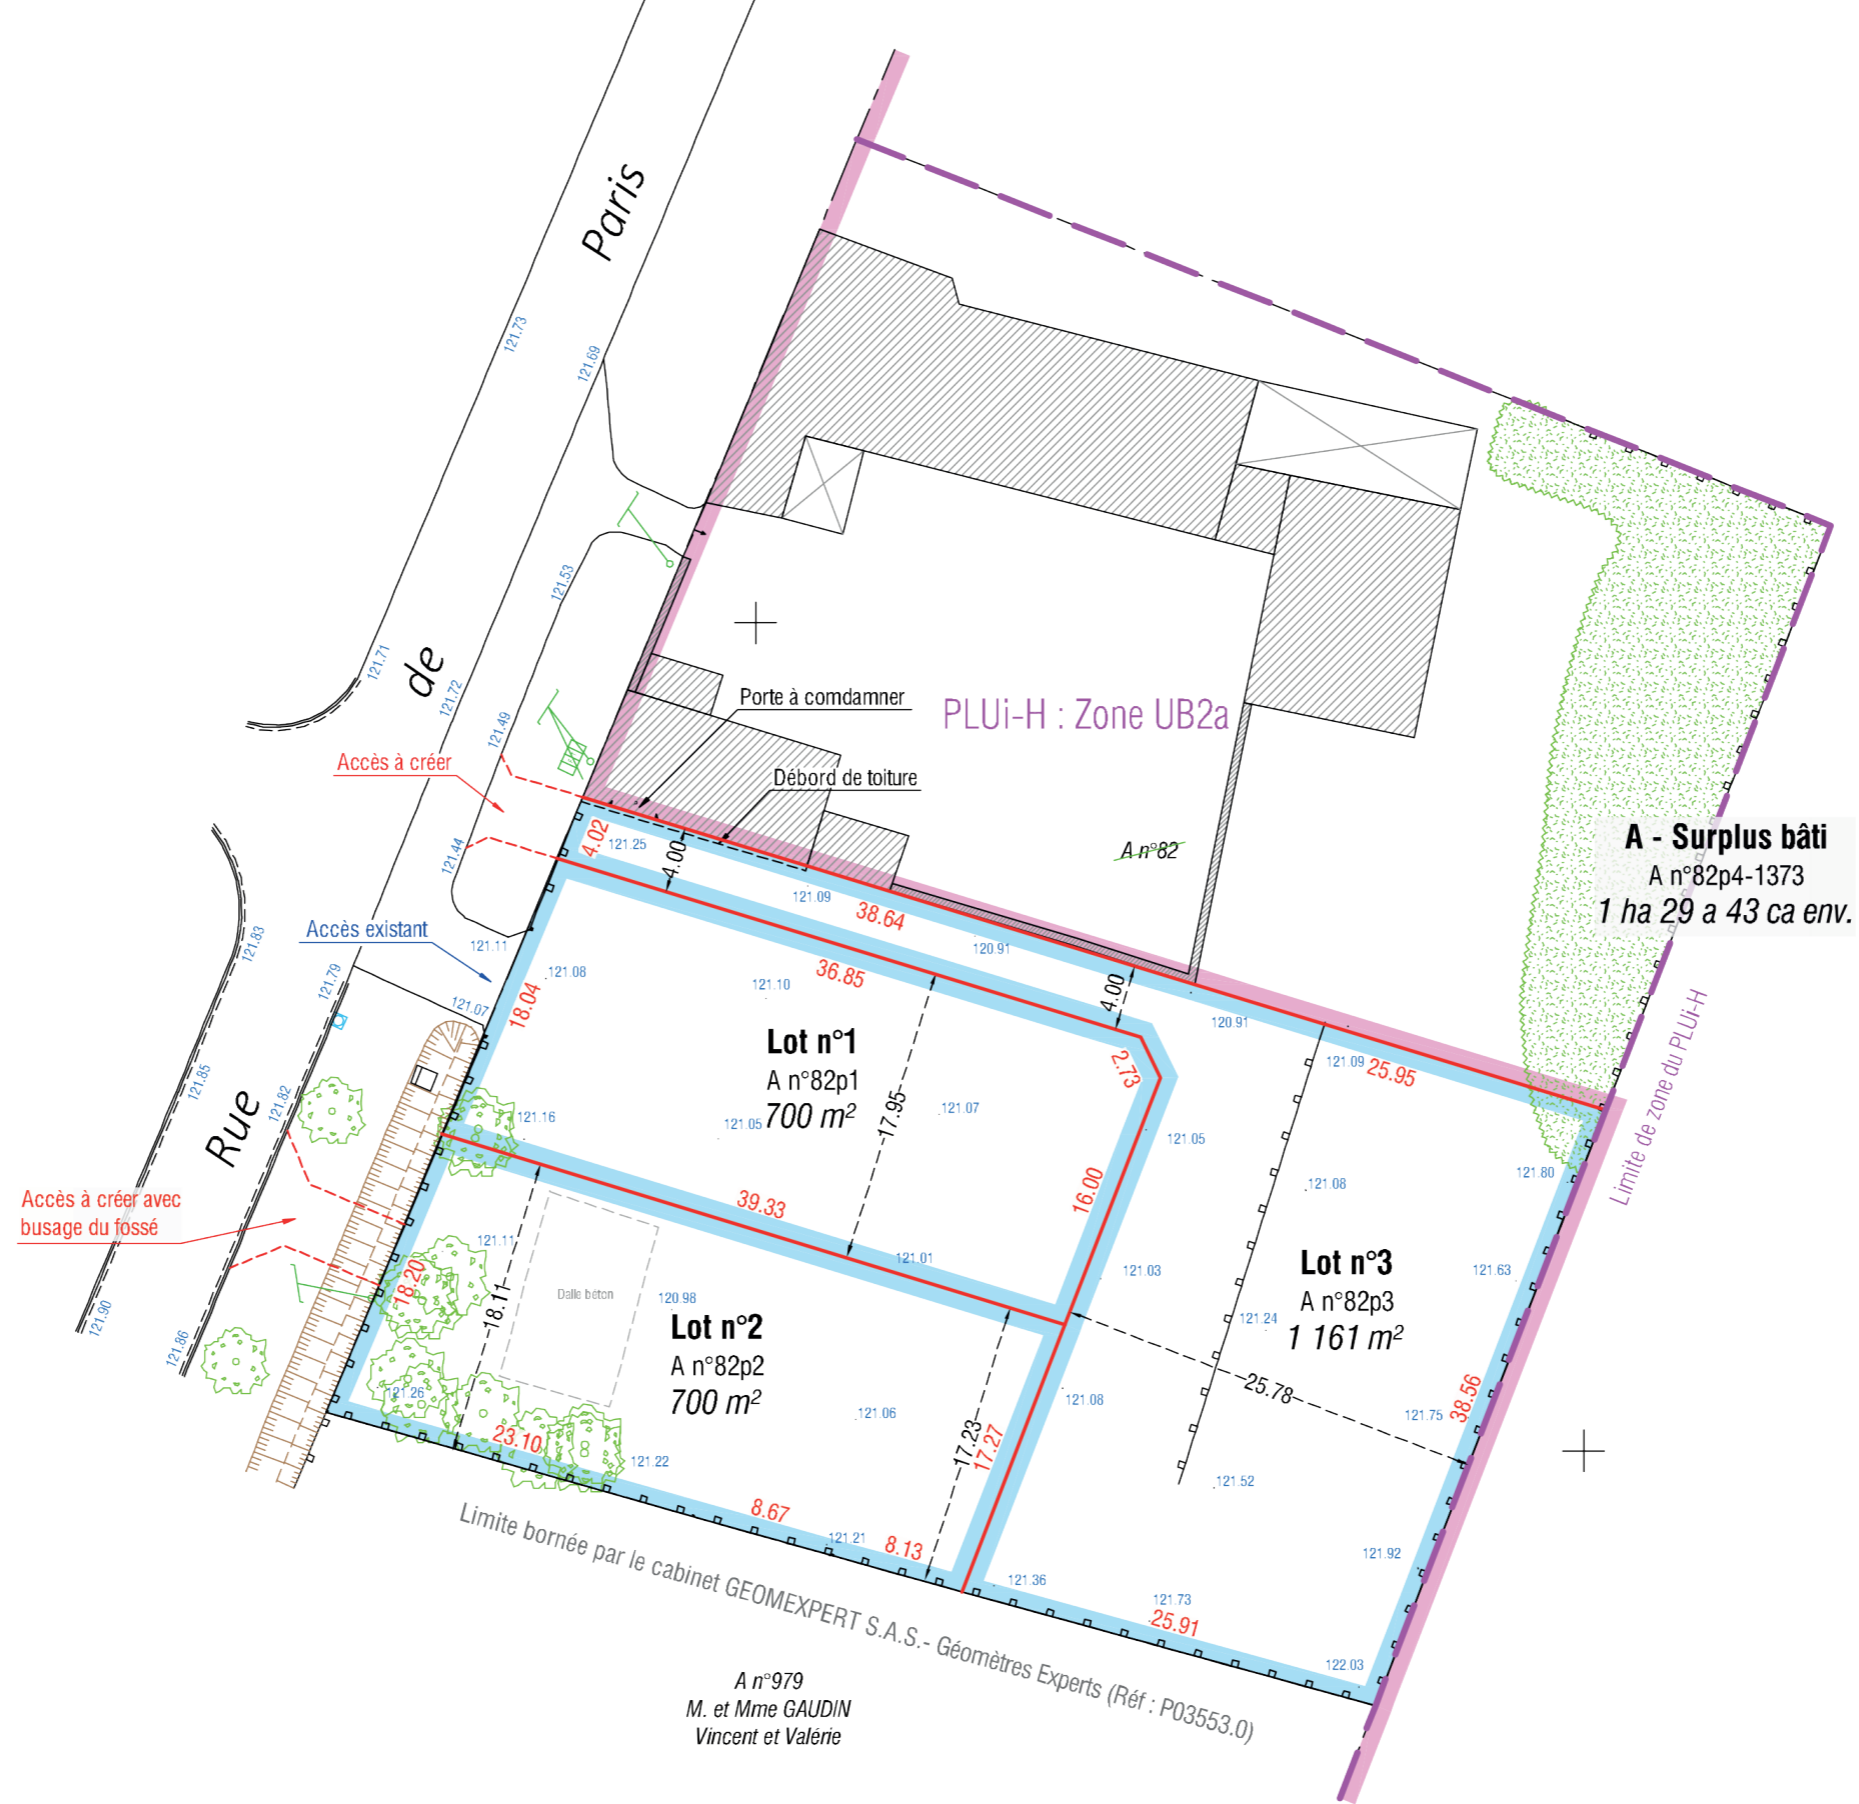 Paris
121.73
121.69
121.53
121.71
de
121.72
121.49
Porte à comdamner
PLUi-H : Zone UB2a
Accès à créer
Débord de toiture
4.02
121.25
4.00
121.44
A n°82
A - Surplus bâti
A n°82p4-1373
1 ha 29 a 43 ca env.
121.09
38.64
Accès existant
121.11
120.91
121.83
121.08
36.85
121.79
121.10
4.00
18.04
121.07
120.91
Lot n°1
A n°82p1
700 m²
121.09
25.95
2.73
121.85
121.82
121.16
121.05
17.95
121.07
121.05
Limite de zone du PLUi-H
Rue
121.80
121.08
16.00
Accès à créer avec
busage du fossé
39.33
121.11
121.01
Lot n°3
A n°82p3
1 161 m²
121.03
121.63
18.20
18.11
Dalle béton
120.98
121.24
121.90
121.86
Lot n°2
A n°82p2
700 m²
25.78
121.26
121.06
121.08
121.75
38.56
23.10
17.23
17.27
121.22
121.52
8.67
121.21
8.13
121.92
121.36
121.73
25.91
122.03
Limite bornée par le cabinet GEOMEXPERT S.A.S.- Géomètres Experts (Réf : P03553.0)
A n°979
M. et Mme GAUDIN
Vincent et Valérie